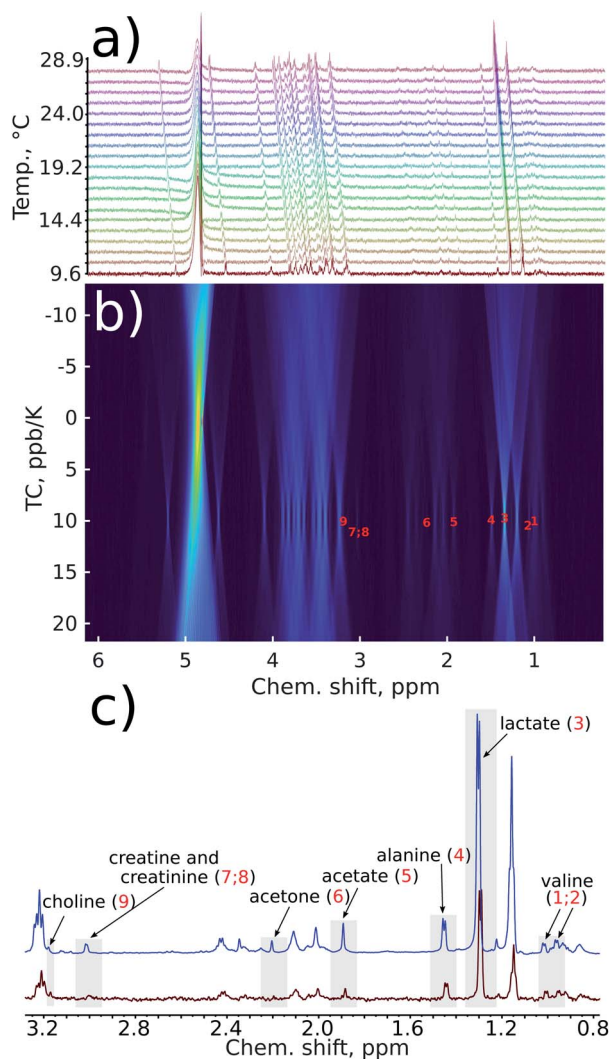 a)
28.9
24.0
19.2
14.4
9.6
Temp., °C
b)
-10
-5
0
5
10
15
20
TC, ppb/K
9
7;8
6
5
4
3
2
1
6
5
4
3
2
1
Chem. shift, ppm
c)
lactate (3)
creatine and
creatinine (7;8)
choline (9)
acetone (6)
acetate (5)
alanine (4)
valine
(1;2)
3.2
2.8
2.4
2.0
1.6
1.2
0.8
Chem. shift, ppm